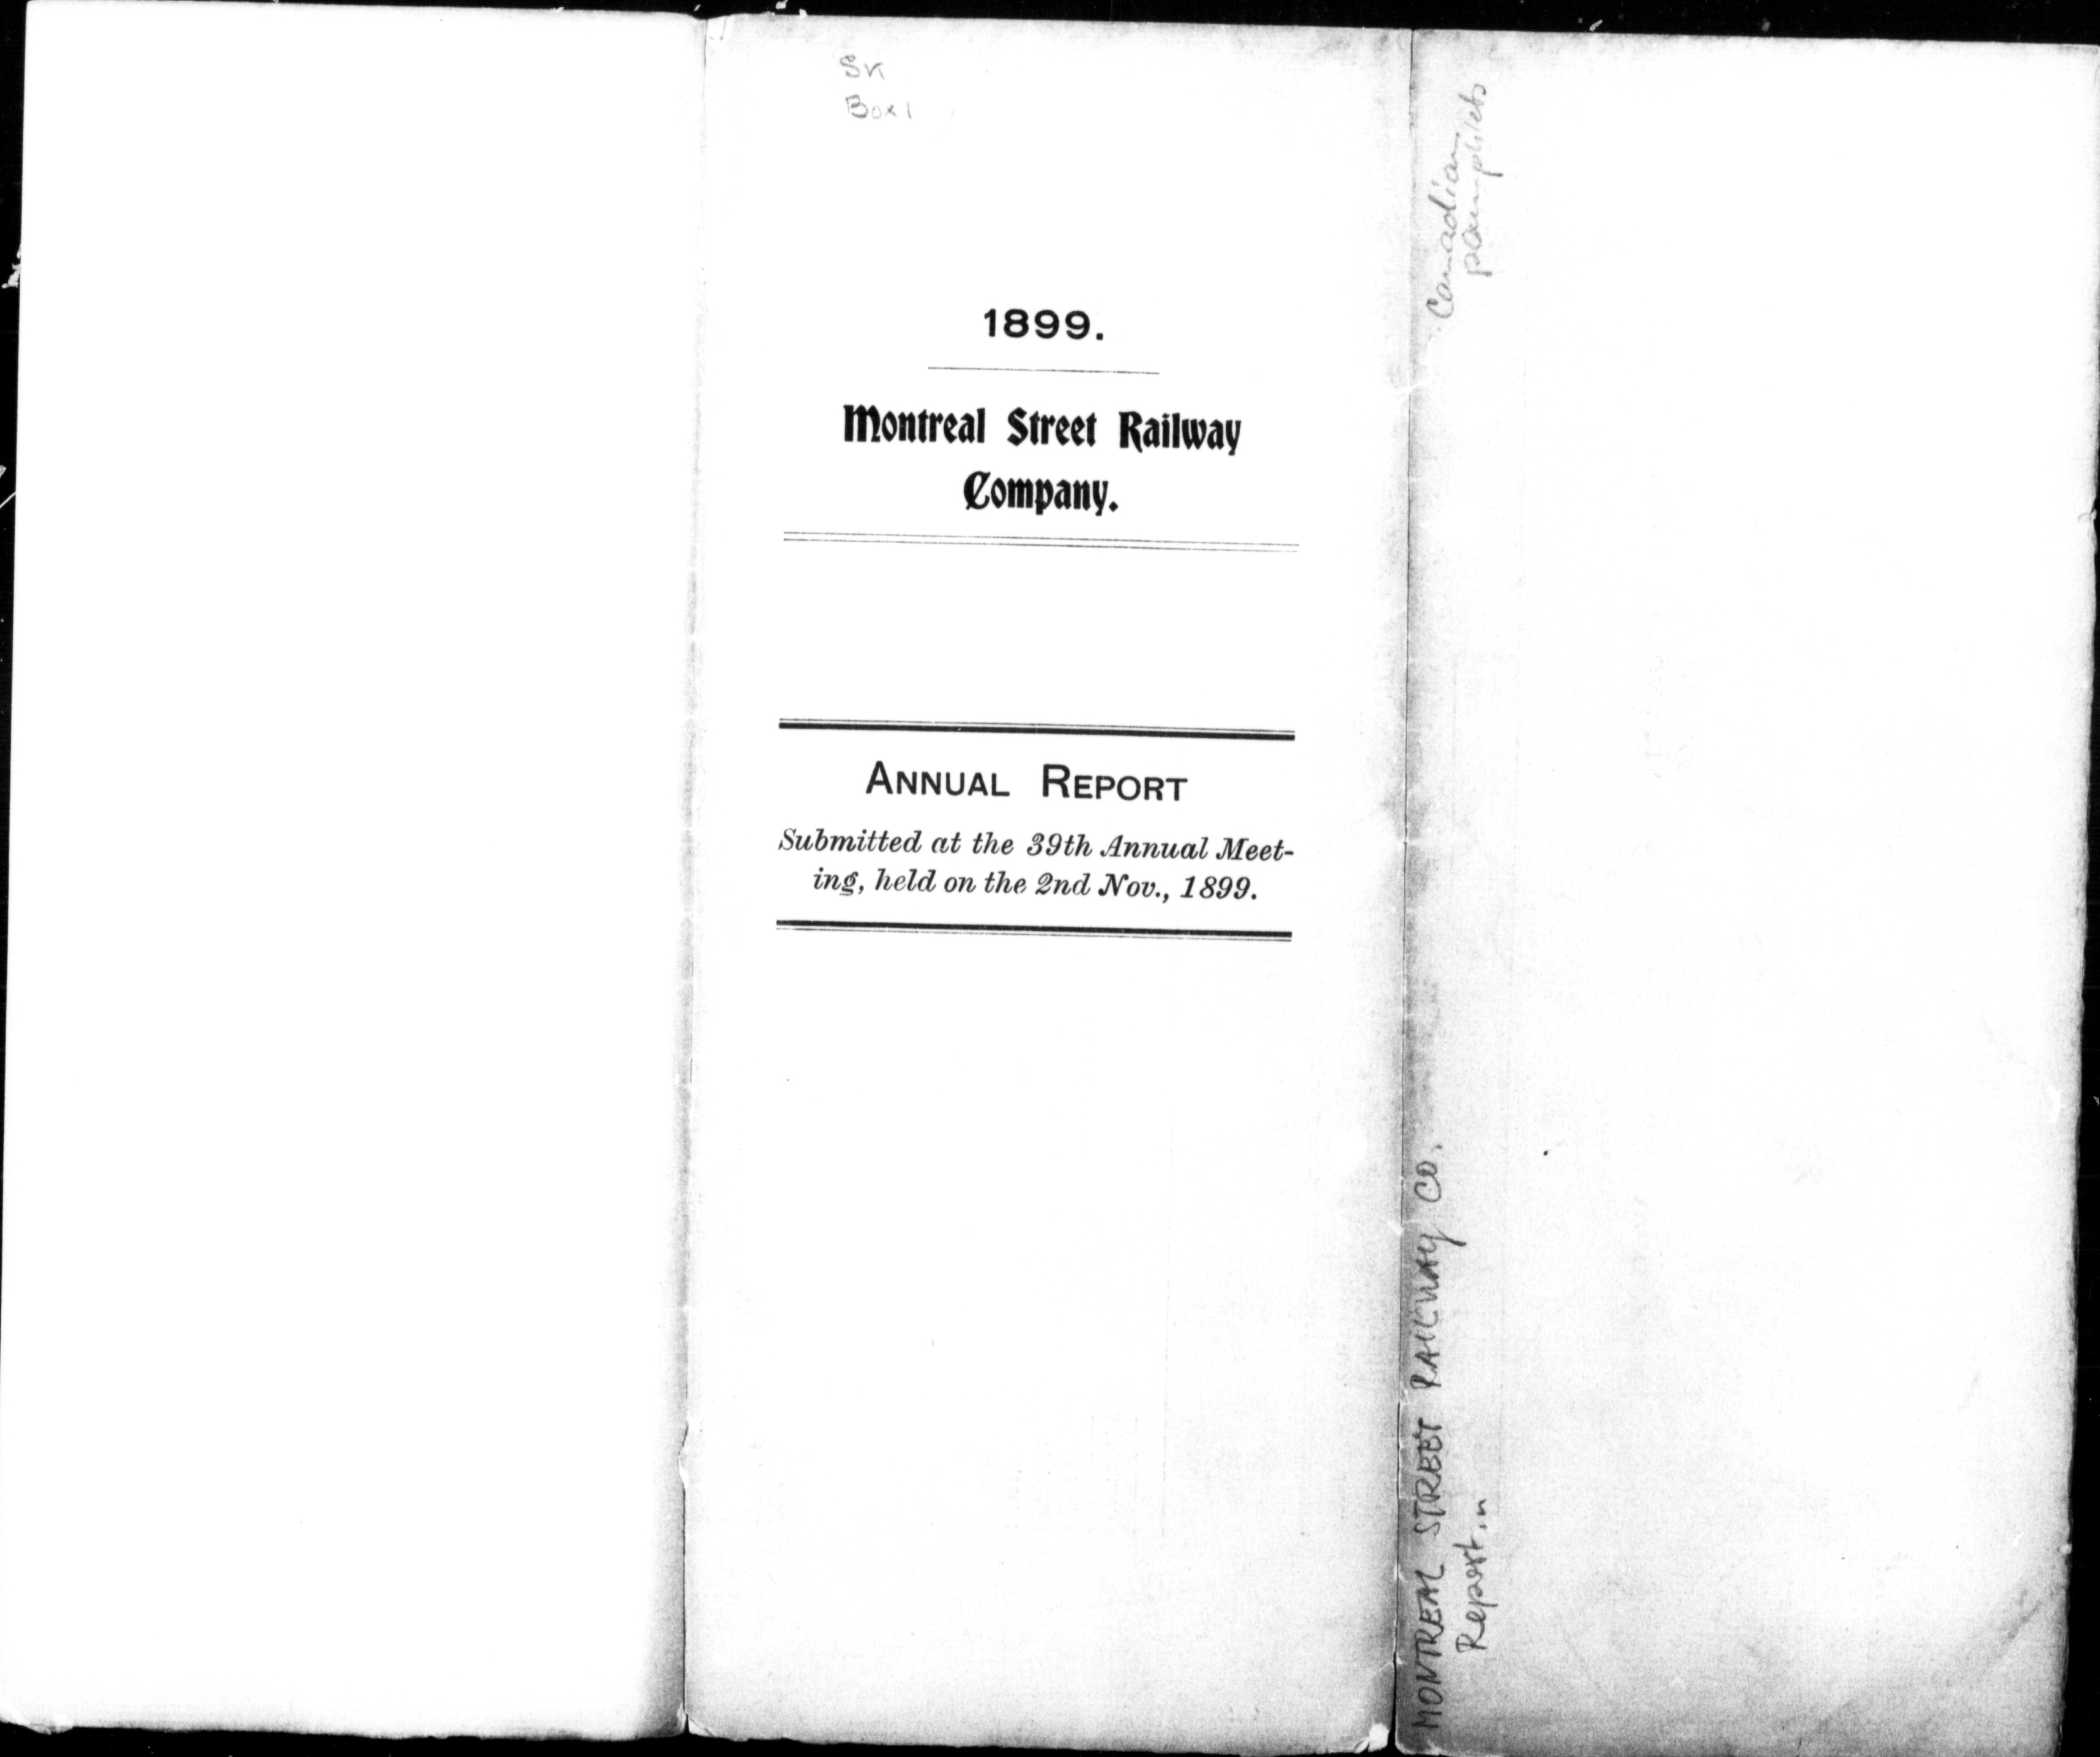 Box 1
1899.
Montreal Street Railway
Company.
ANNUAL REPORT
Submitted at the 39th Annual Meet-
ing, held on the 2nd Nov., 1899.
Canadian
pamphlets
MONTREAL STREET RAILWAY CO.
Report